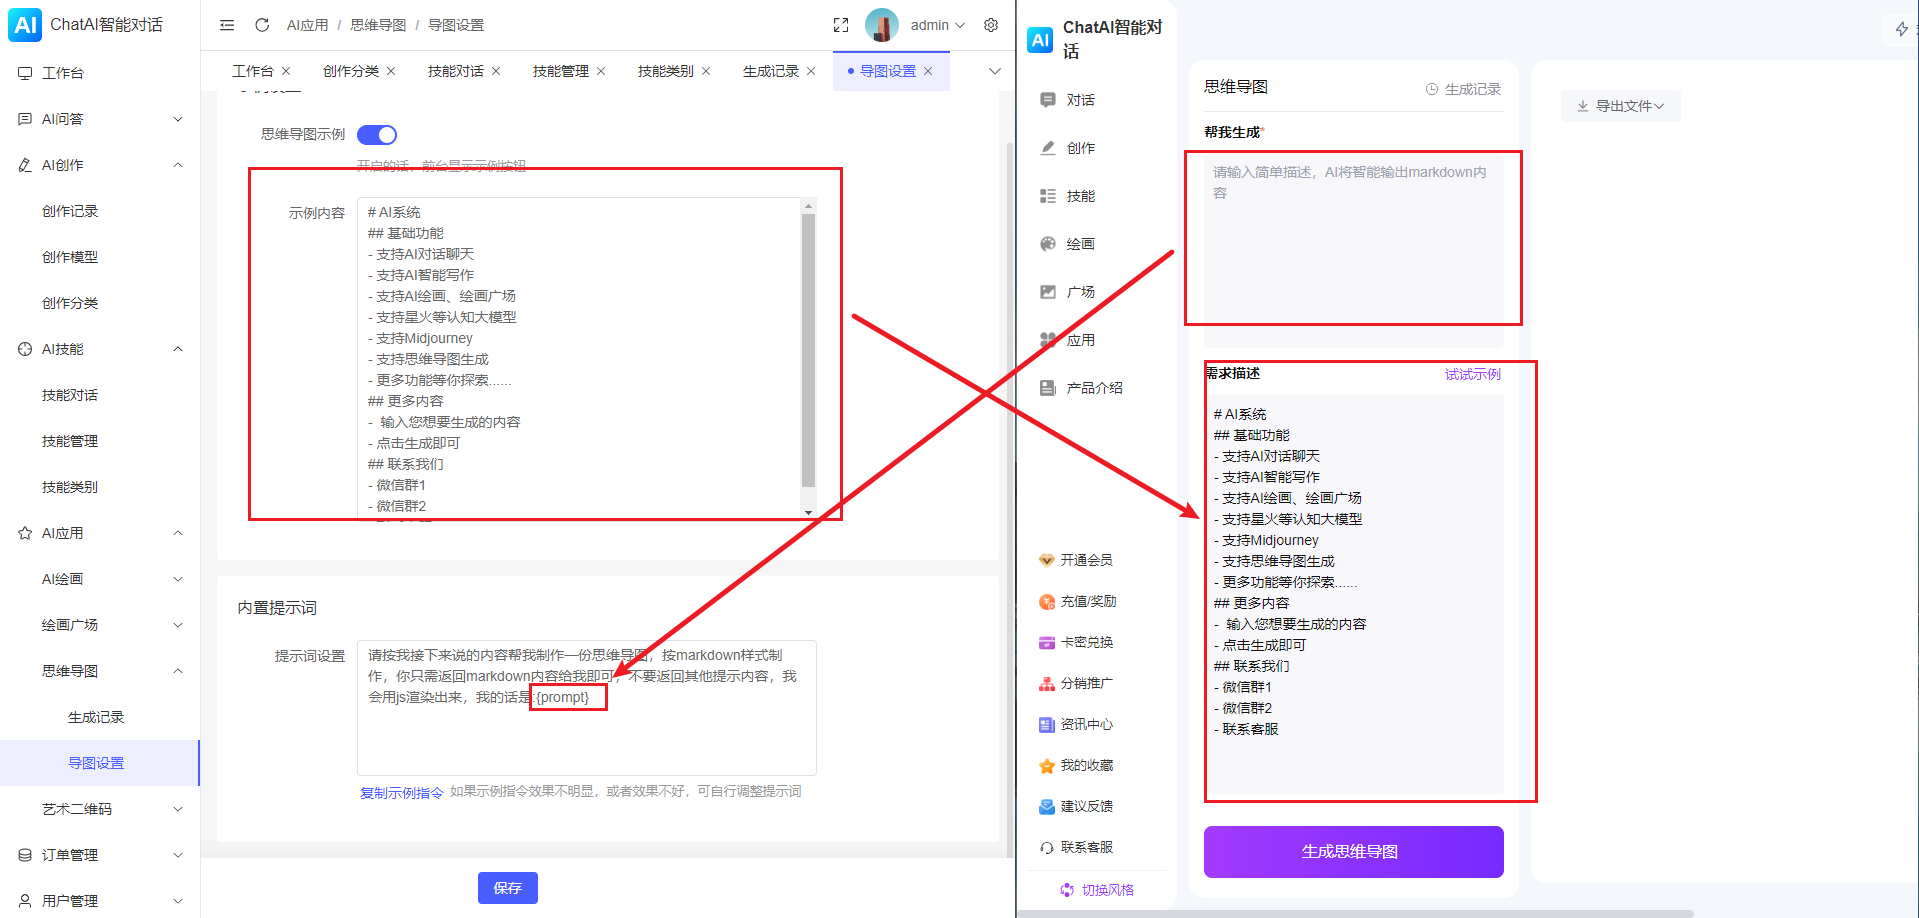 AI ChatAI智能对话
工作台
AI问答
AI创作
创作记录
创作模型
创作分类
AI技能
技能对话
技能管理
技能类别
AI应用
AI绘画
绘画广场
思维导图
生成记录
导图设置
艺术二维码
订单管理
用户管理
AI应用 / 思维导图 / 导图设置
admin
工作台
创作分类
技能对话
技能管理
技能类别
生成记录
导图设置
思维导图示例
开启的话，前台显示示例按钮
示例内容
# AI系统
## 基础功能
- 支持AI对话聊天
- 支持AI智能写作
- 支持AI绘画、绘画广场
- 支持星火等认知大模型
- 支持Midjourney
- 支持思维导图生成
- 更多功能等你探索......
## 更多内容
-  输入您想要生成的内容
- 点击生成即可
## 联系我们
- 微信群1
- 微信群2
内置提示词
提示词设置
请按我接下来说的内容帮我制作一份思维导图，按markdown样式制
作，你只需返回markdown内容给我即可，不要返回其他提示内容，我
会用js渲染出来，我的话是:{prompt}
复制示例指令 如果示例指令效果不明显，或者效果不好，可自行调整提示词
保存
AI ChatAI智能对
话
对话
创作
技能
绘画
广场
应用
产品介绍
开通会员
充值/奖励
卡密兑换
分销推广
资讯中心
我的收藏
建议反馈
联系客服
切换风格
思维导图
生成记录
帮我生成*
请输入简单描述，AI将智能输出markdown内
容
需求描述
试试示例
# AI系统
## 基础功能
- 支持AI对话聊天
- 支持AI智能写作
- 支持AI绘画、绘画广场
- 支持星火等认知大模型
- 支持Midjourney
- 支持思维导图生成
- 更多功能等你探索......
## 更多内容
-  输入您想要生成的内容
- 点击生成即可
## 联系我们
- 微信群1
- 微信群2
- 联系客服
生成思维导图
导出文件